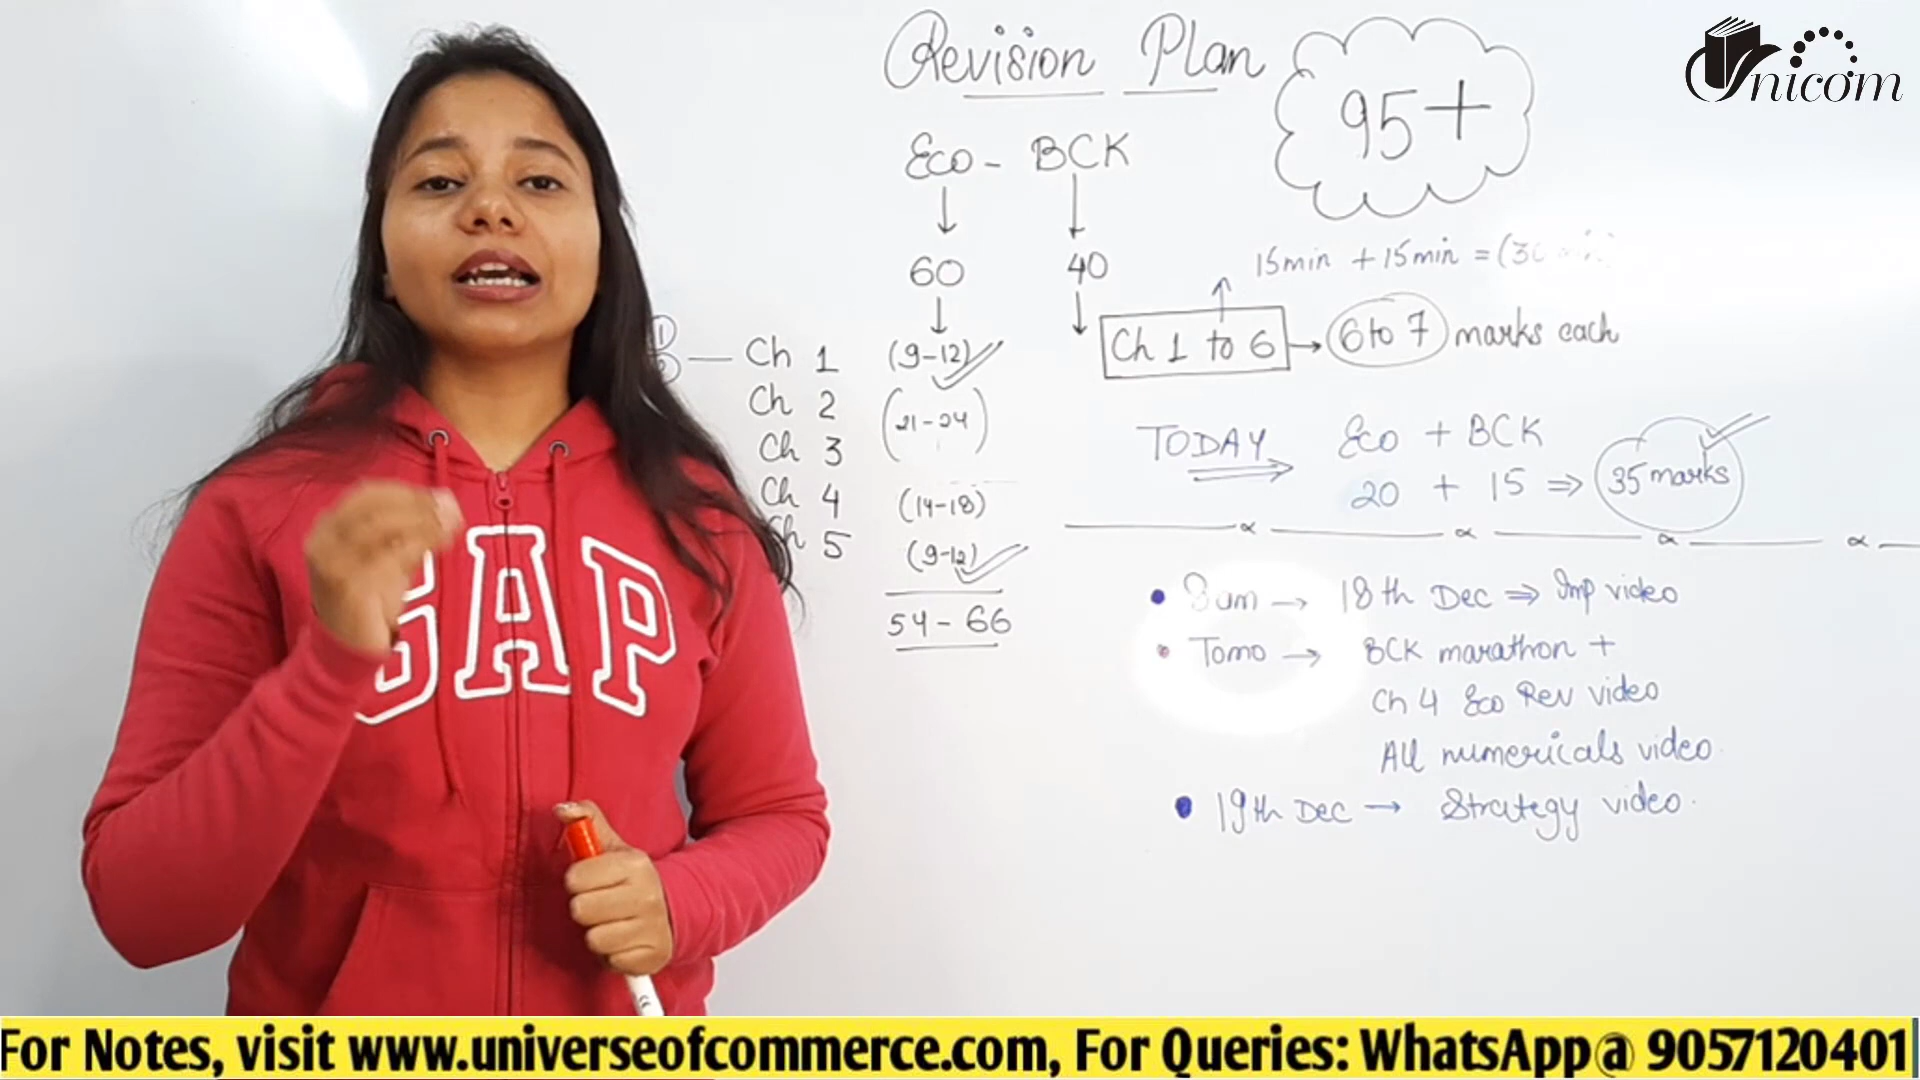 Revision Plan
95+
Unicom
Eco - BCK
60 40
15min + 15min = (30
Ch 1 to 6 → 6 to 7 marks each
1
Ch 1 (9-12)
Ch 2
(21-24)
Ch 3
Ch 4 (14-18)
Ch 5 (9-12)
54 - 66
TODAY Eco + BCK
20 + 15 ⇒ 35 marks
8am → 18th Dec ⇒ Imp video
Tomo → BCK marathon +
Ch 4 Eco Rev video
All numericals video
19th Dec → Strategy video
GAP
For Notes, visit www.universeofcommerce.com, For Queries: WhatsApp@ 9057120401